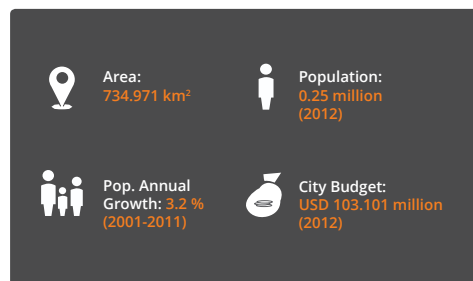 Area:
734.971 km²
Population:
0.25 million
(2012)
Pop. Annual
Growth: 3.2 %
(2001-2011)
City Budget:
USD 103.101 million
(2012)